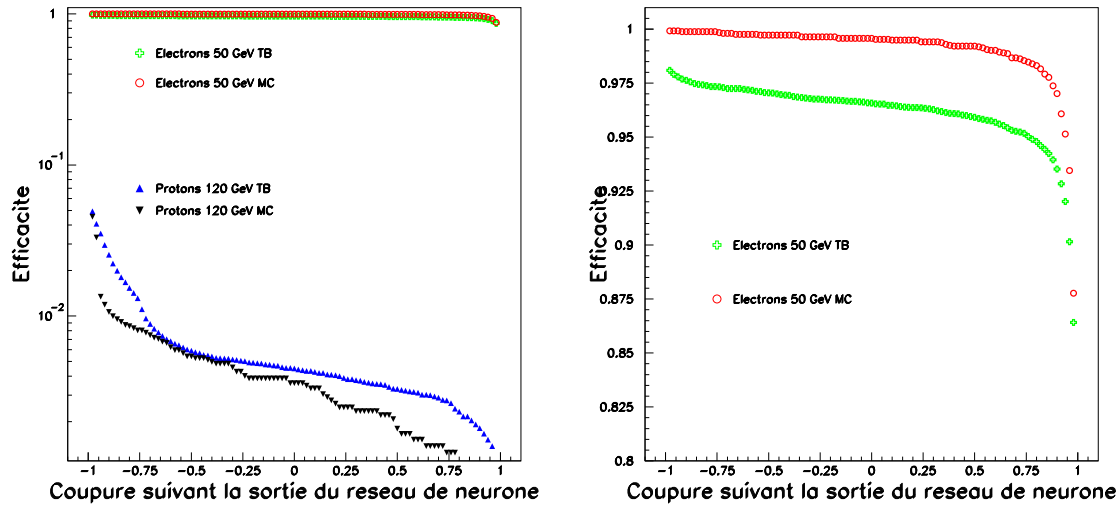 Efficacite
1
10⁻¹
10⁻²
Electrons 50 GeV TB
Electrons 50 GeV MC
Protons 120 GeV TB
Protons 120 GeV MC
−1 −0.75 −0.5 −0.25 0 0.25 0.5 0.75 1
Coupure suivant la sortie du reseau de neurone
Efficacite
1
0.975
0.95
0.925
0.9
0.875
0.85
0.825
0.8
Electrons 50 GeV TB
Electrons 50 GeV MC
−1 −0.75 −0.5 −0.25 0 0.25 0.5 0.75 1
Coupure suivant la sortie du reseau de neurone